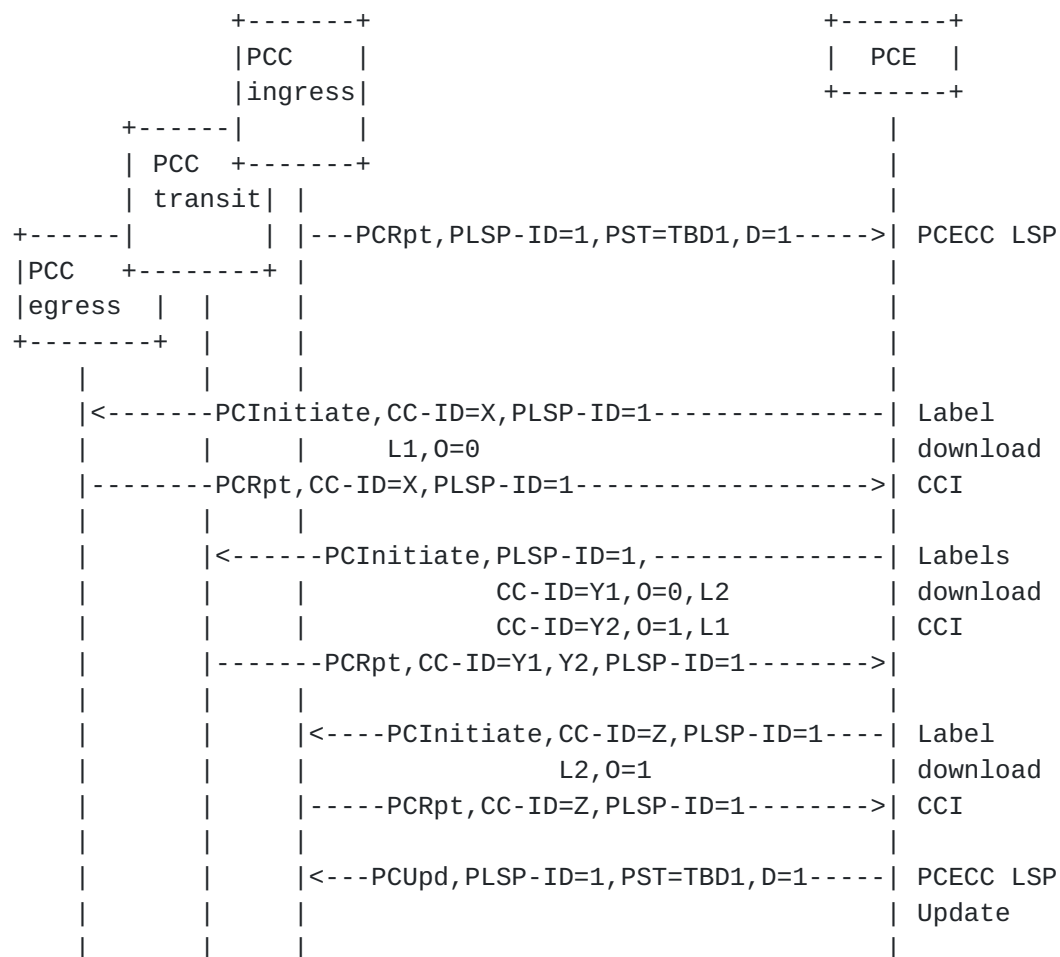 +-------+                              +-------+
                |PCC    |                              |  PCE  |
                |ingress|                              +-------+
        +------|       |                                  |
        | PCC  +-------+                                  |
        | transit| |                                      |
+------|        | |---PCRpt,PLSP-ID=1,PST=TBD1,D=1----->| PCECC LSP
|PCC   +--------+ |                                      |
|egress  |  |     |                                      |
+--------+  |     |                                      |
    |       |     |                                      |
    |<-------PCInitiate,CC-ID=X,PLSP-ID=1---------------| Label
    |       |     |     L1,O=0                           | download
    |--------PCRpt,CC-ID=X,PLSP-ID=1------------------->| CCI
    |       |     |                                      |
    |       |<------PCInitiate,PLSP-ID=1,---------------| Labels
    |       |     |           CC-ID=Y1,O=0,L2            | download
    |       |     |           CC-ID=Y2,O=1,L1            | CCI
    |       |-------PCRpt,CC-ID=Y1,Y2,PLSP-ID=1-------->|
    |       |     |                                      |
    |       |     |<----PCInitiate,CC-ID=Z,PLSP-ID=1----| Label
    |       |     |               L2,O=1                 | download
    |       |     |-----PCRpt,CC-ID=Z,PLSP-ID=1-------->| CCI
    |       |     |                                      |
    |       |     |<---PCUpd,PLSP-ID=1,PST=TBD1,D=1-----| PCECC LSP
    |       |     |                                      | Update
    |       |     |                                      |